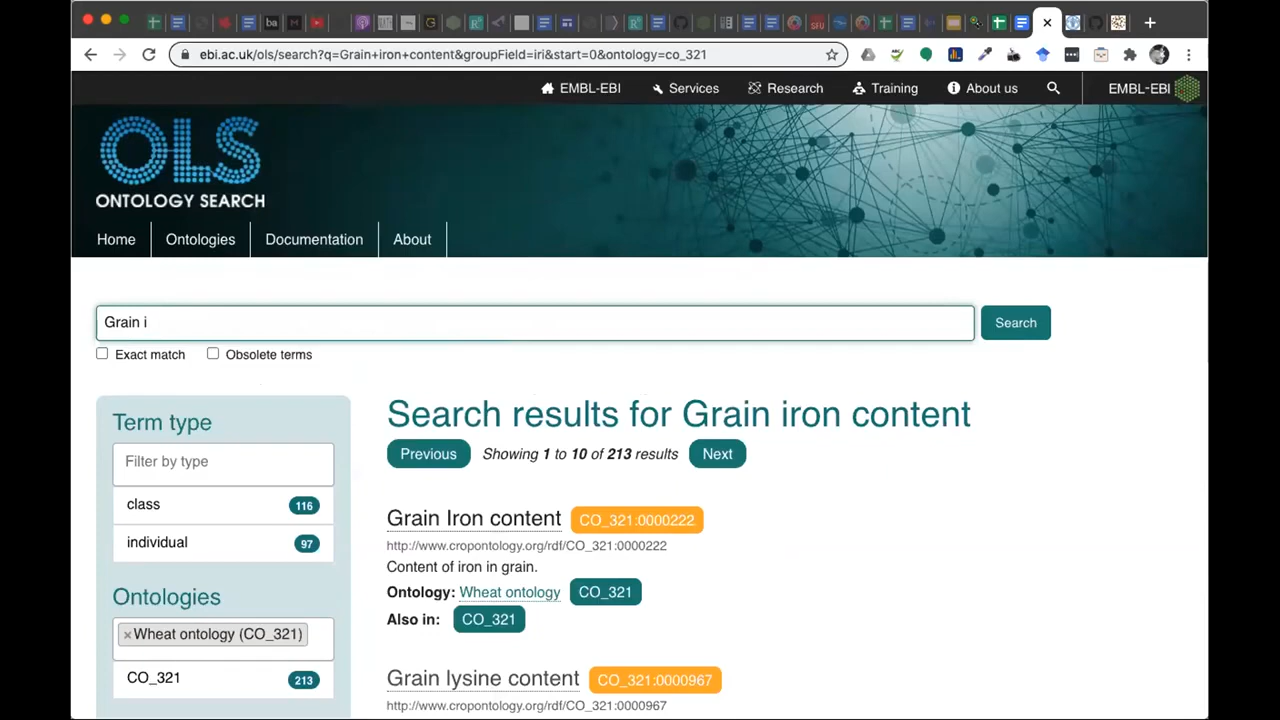 ba
SFU
ebi.ac.uk/ols/search?q=Grain+iron+content&groupField=iri&start=0&ontology=co_321
EMBL-EBI Services Research Training About us EMBL-EBI
OLS
ONTOLOGY SEARCH
Home Ontologies Documentation About
Grain i
Search
Exact match Obsolete terms
Term type
Filter by type
class 116
individual 97
Ontologies
×Wheat ontology (CO_321)
CO_321 213
Search results for Grain iron content
Previous Showing 1 to 10 of 213 results Next
Grain Iron content CO_321:0000222
http://www.cropontology.org/rdf/CO_321:0000222
Content of iron in grain.
Ontology: Wheat ontology CO_321
Also in: CO_321
Grain lysine content CO_321:0000967
http://www.cropontology.org/rdf/CO_321:0000967